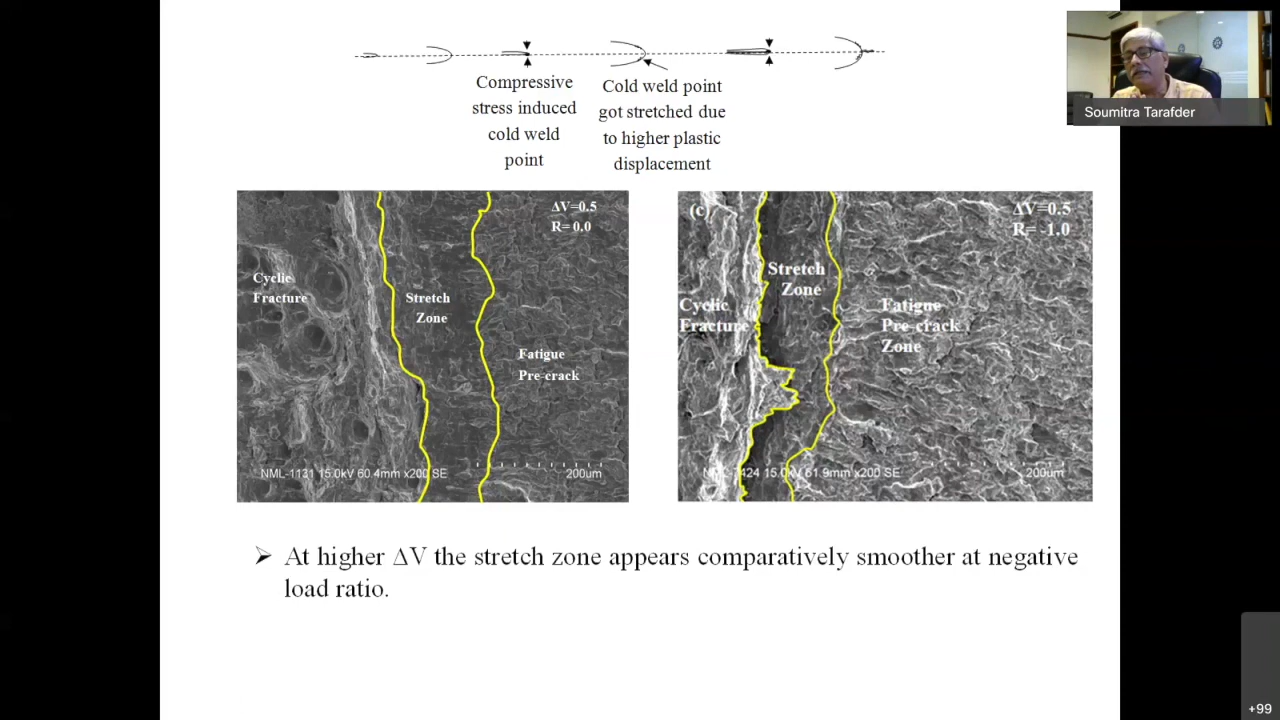 Soumitra Tarafder
Compressive
stress induced
cold weld
point
Cold weld point
got stretched due
to higher plastic
displacement
ΔV=0.5
R= 0.0
Cyclic
Fracture
Stretch
Zone
Fatigue
Pre-crack
NML-1131 15.0kV 60.4mm x200 SE
200um
(c)
ΔV=0.5
R= -1.0
Stretch
Zone
Cyclic
Fracture
Fatigue
Pre-crack
Zone
15.0kV 61.9mm x200 SE
200um
➢ At higher ΔV the stretch zone appears comparatively smoother at negative
load ratio.
+99